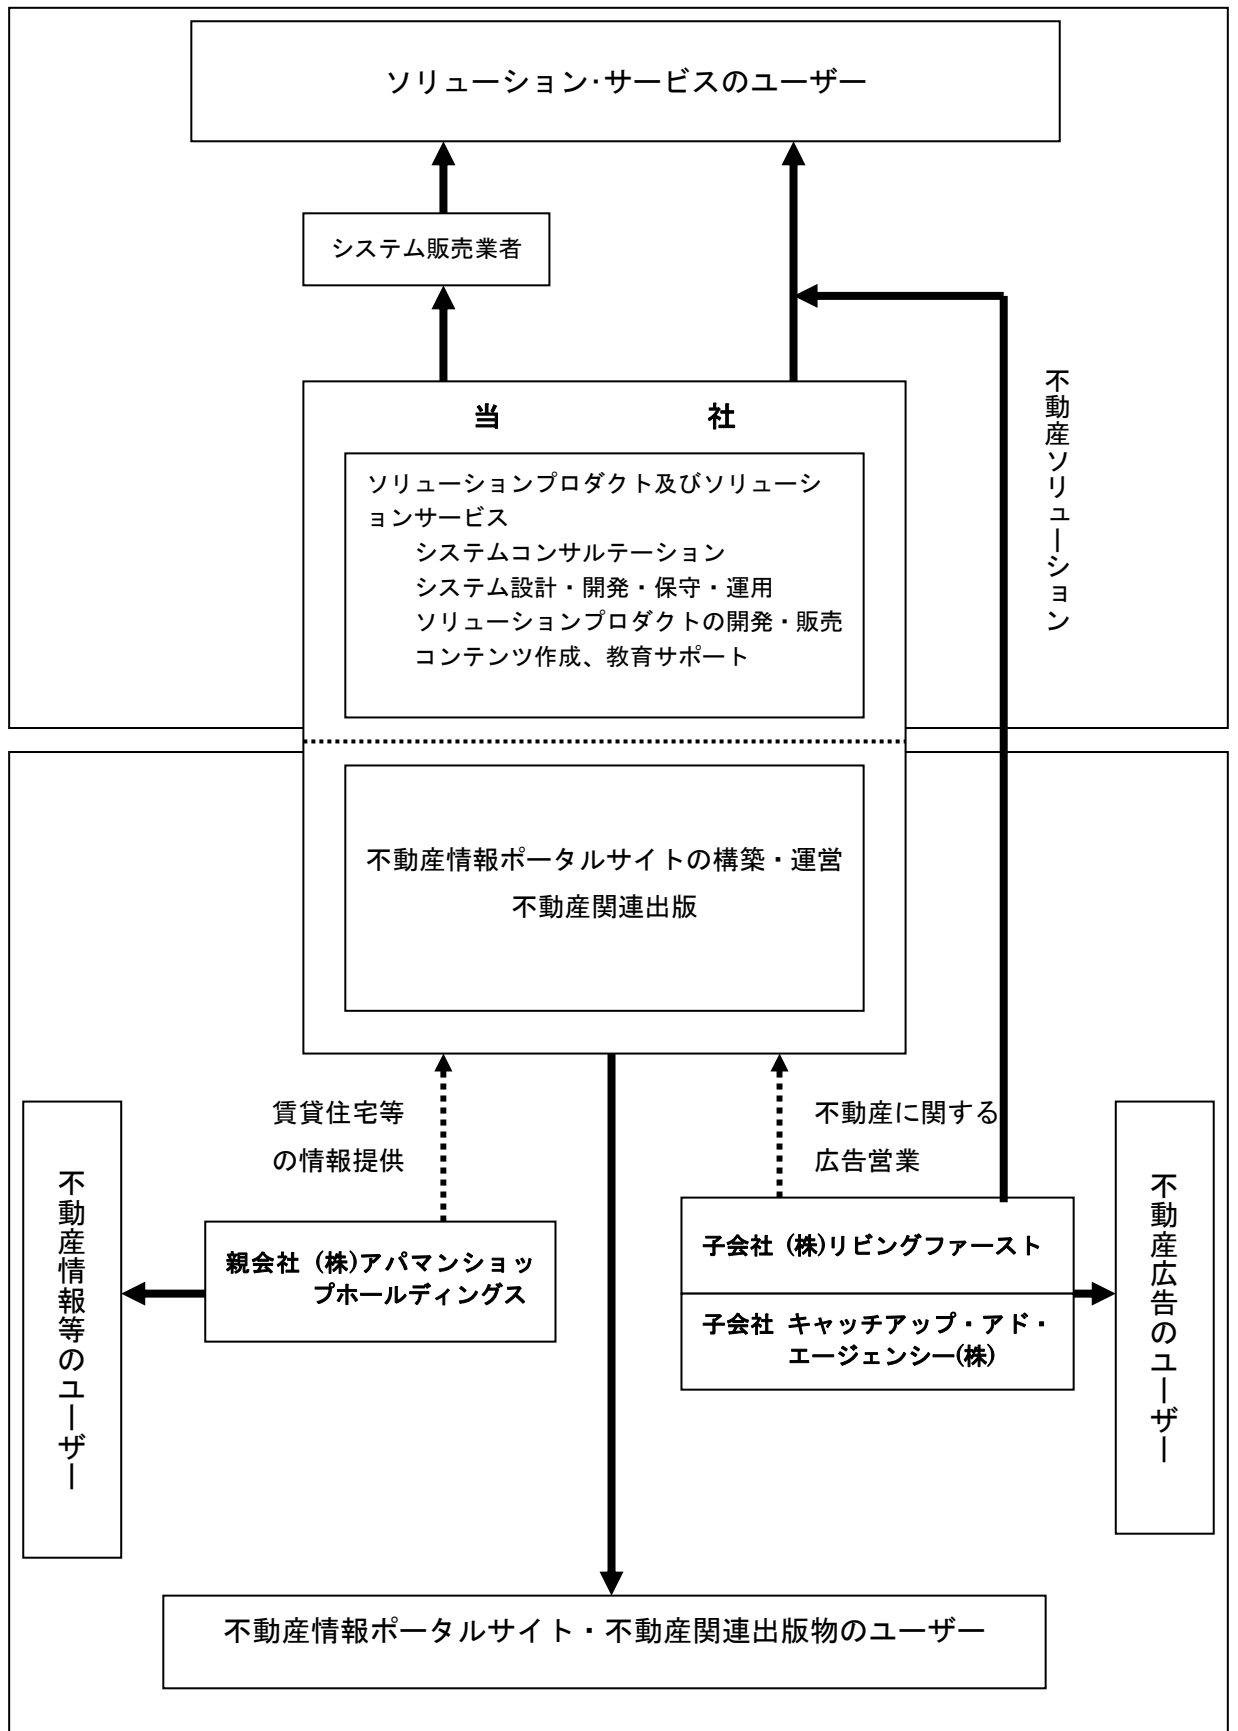 ソリューション・サービスのユーザー
システム販売業者
不動産ソリューション
当　社
ソリューションプロダクト及びソリューシ
ョンサービス
システムコンサルテーション
システム設計・開発・保守・運用
ソリューションプロダクトの開発・販売
コンテンツ作成、教育サポート
不動産情報ポータルサイトの構築・運営
不動産関連出版
賃貸住宅等
の情報提供
不動産に関する
広告営業
不動産情報等のユーザー
親会社 (株)アパマンショッ
プホールディングス
子会社 (株)リビングファースト
子会社 キャッチアップ・アド・
エージェンシー(株)
不動産広告のユーザー
不動産情報ポータルサイト・不動産関連出版物のユーザー